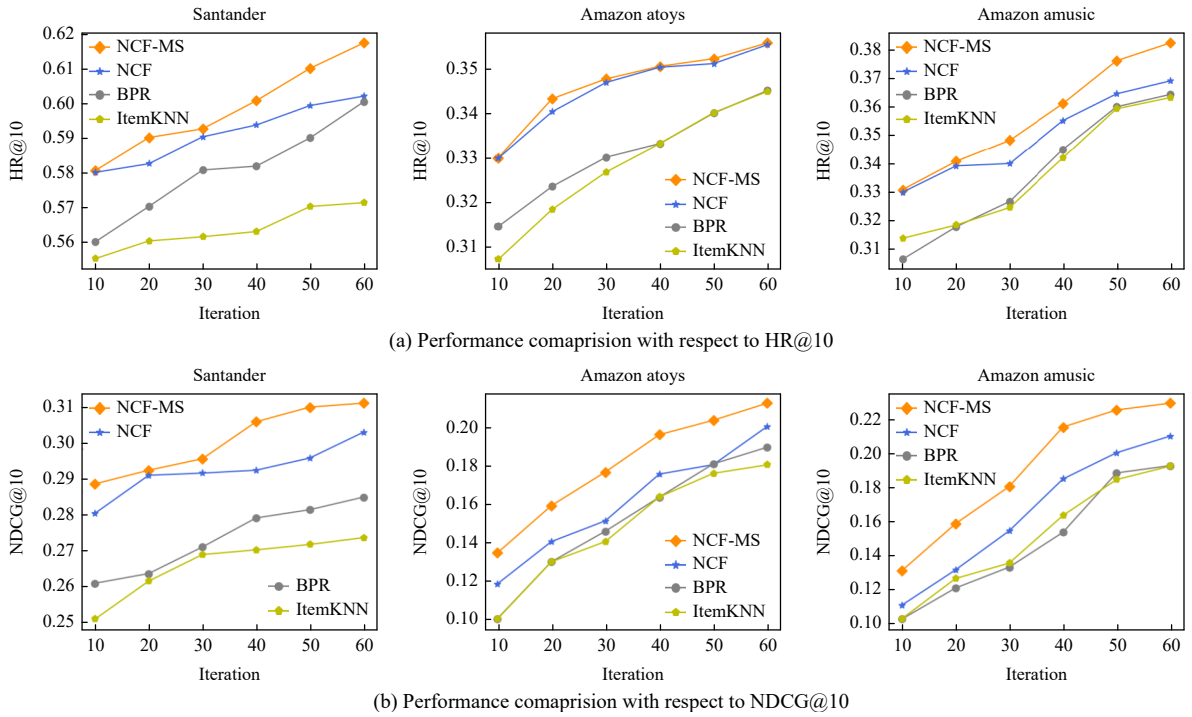 Santander
Amazon atoys
Amazon amusic
0.62
0.61
0.60
0.59
0.58
0.57
0.56
HR@10
NCF-MS
NCF
BPR
ItemKNN
10 20 30 40 50 60
Iteration
0.35
0.34
0.33
0.32
0.31
HR@10
NCF-MS
NCF
BPR
ItemKNN
10 20 30 40 50 60
Iteration
0.38
0.37
0.36
0.35
0.34
0.33
0.32
0.31
HR@10
NCF-MS
NCF
BPR
ItemKNN
10 20 30 40 50 60
Iteration
(a) Performance comaprision with respect to HR@10
Santander
Amazon atoys
Amazon amusic
0.31
0.30
0.29
0.28
0.27
0.26
0.25
NDCG@10
NCF-MS
NCF
BPR
ItemKNN
10 20 30 40 50 60
Iteration
0.20
0.18
0.16
0.14
0.12
0.10
NDCG@10
NCF-MS
NCF
BPR
ItemKNN
10 20 30 40 50 60
Iteration
0.22
0.20
0.18
0.16
0.14
0.12
0.10
NDCG@10
NCF-MS
NCF
BPR
ItemKNN
10 20 30 40 50 60
Iteration
(b) Performance comaprision with respect to NDCG@10